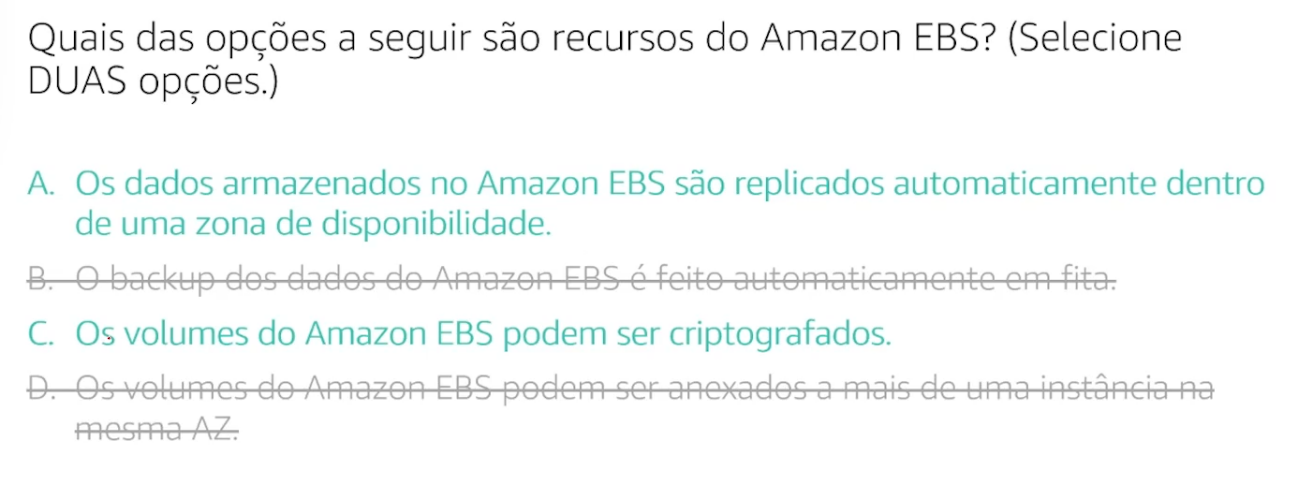 Quais das opções a seguir são recursos do Amazon EBS? (Selecione
DUAS opções.)
A. Os dados armazenados no Amazon EBS são replicados automaticamente dentro
de uma zona de disponibilidade.
B. O backup dos dados do Amazon EBS é feito automaticamente em fita.
C. Os volumes do Amazon EBS podem ser criptografados.
D. Os volumes do Amazon EBS podem ser anexados a mais de uma instância na
mesma AZ.